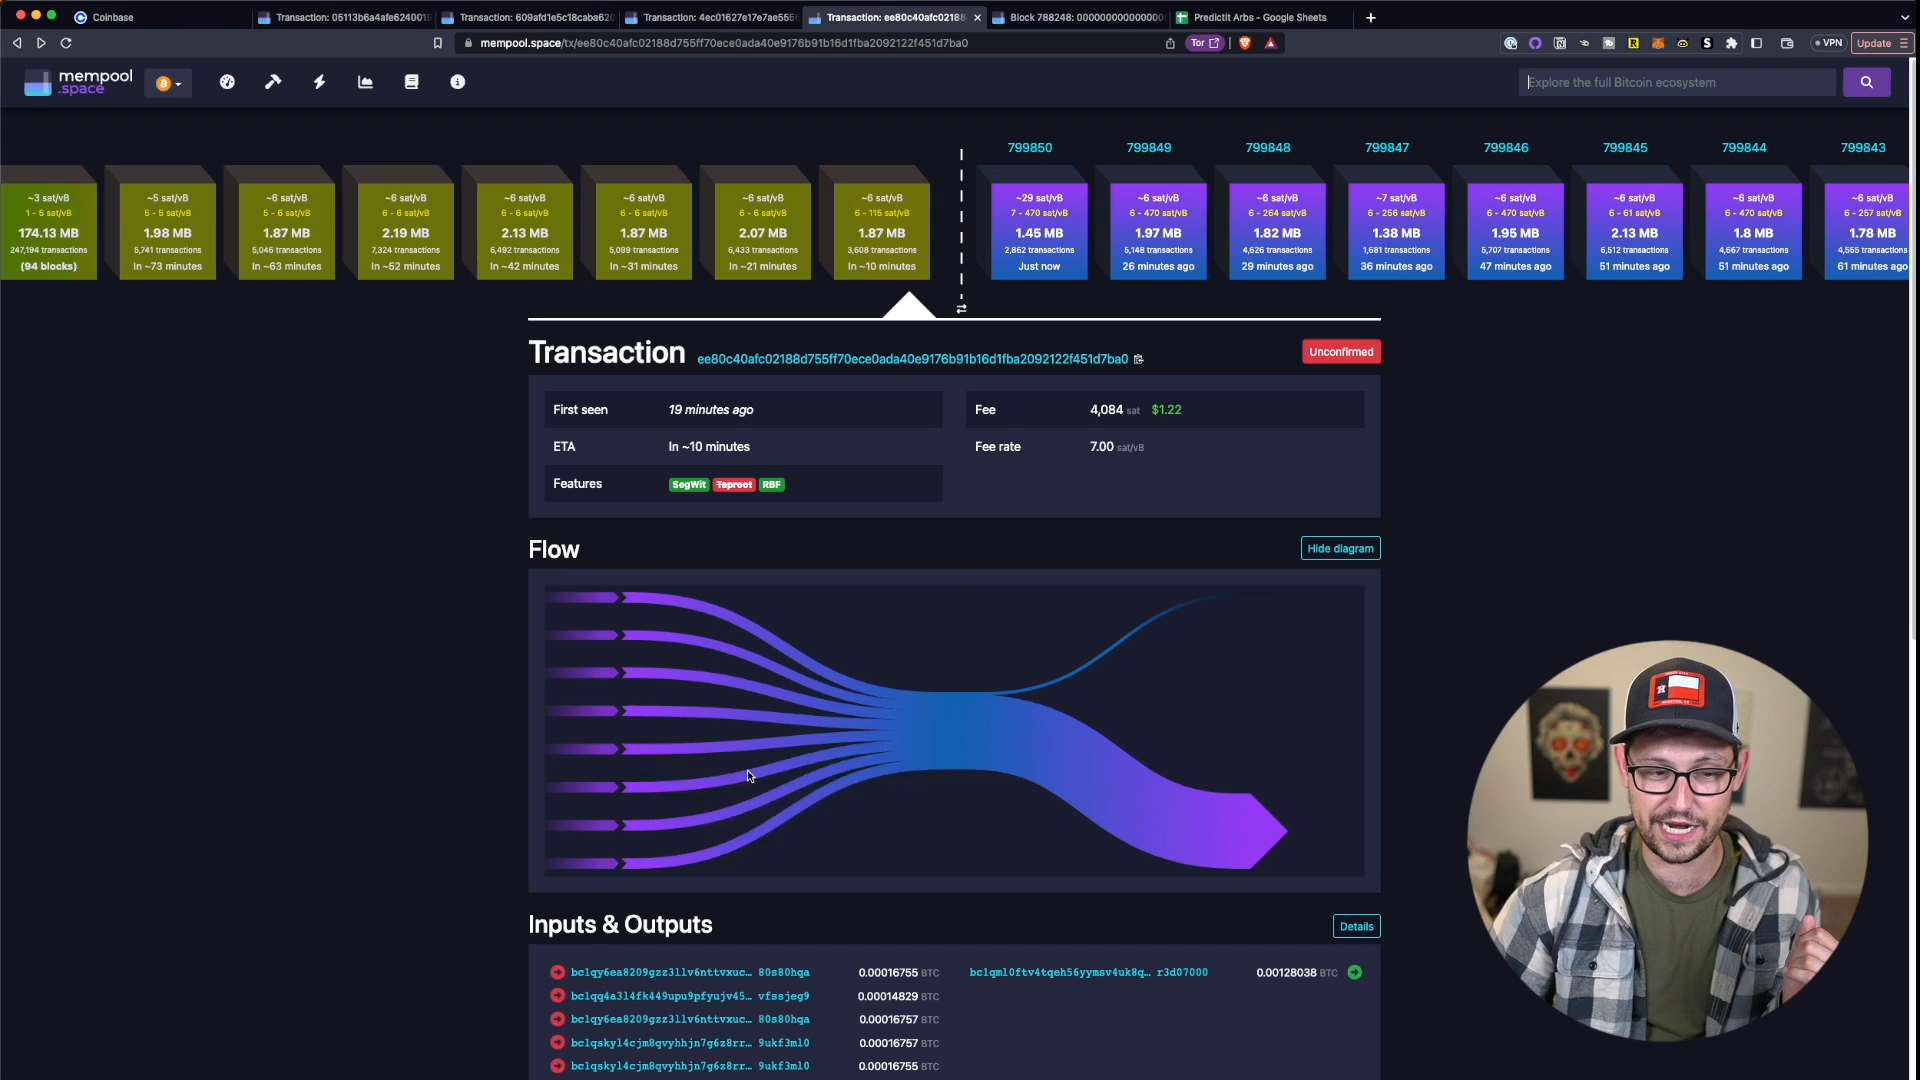 Coinbase
Transaction: 05113b6a4afe6240019
Transaction: 609afd1e5c18caba620
Transaction: 4ec01627e17e7ae555
Transaction: ee80c40afc02188
Block 788248: 00000000000000
PredictIt Arbs - Google Sheets
mempool.space/tx/ee80c40afc02188d755ff70ece0ada40e9176b91b16d1fba2092122f451d7ba0
Tor
VPN
Update
mempool
.space
Explore the full Bitcoin ecosystem
799850
799849
799848
799847
799846
799845
799844
799843
~3 sat/vB
1 - 5 sat/vB
174.13 MB
247,194 transactions
(94 blocks)
~5 sat/vB
5 - 5 sat/vB
1.98 MB
5,741 transactions
In ~73 minutes
~6 sat/vB
5 - 6 sat/vB
1.87 MB
5,046 transactions
In ~63 minutes
~6 sat/vB
6 - 6 sat/vB
2.19 MB
7,324 transactions
In ~52 minutes
~6 sat/vB
6 - 6 sat/vB
2.13 MB
6,492 transactions
In ~42 minutes
~6 sat/vB
6 - 6 sat/vB
1.87 MB
5,099 transactions
In ~31 minutes
~6 sat/vB
6 - 6 sat/vB
2.07 MB
6,433 transactions
In ~21 minutes
~6 sat/vB
6 - 115 sat/vB
1.87 MB
3,608 transactions
In ~10 minutes
~29 sat/vB
7 - 470 sat/vB
1.45 MB
2,862 transactions
Just now
~6 sat/vB
6 - 470 sat/vB
1.97 MB
5,148 transactions
26 minutes ago
~6 sat/vB
6 - 264 sat/vB
1.82 MB
4,626 transactions
29 minutes ago
~7 sat/vB
6 - 256 sat/vB
1.38 MB
1,681 transactions
36 minutes ago
~6 sat/vB
6 - 470 sat/vB
1.95 MB
5,707 transactions
47 minutes ago
~6 sat/vB
6 - 61 sat/vB
2.13 MB
6,512 transactions
51 minutes ago
~6 sat/vB
6 - 470 sat/vB
1.8 MB
4,667 transactions
51 minutes ago
~6 sat/vB
6 - 257 sat/vB
1.78 MB
4,555 transactions
61 minutes ago
Transaction ee80c40afc02188d755ff70ece0ada40e9176b91b16d1fba2092122f451d7ba0
Unconfirmed
First seen 19 minutes ago
Fee 4,084 sat $1.22
ETA In ~10 minutes
Fee rate 7.00 sat/vB
Features SegWit Taproot RBF
Flow
Hide diagram
Inputs & Outputs
Details
bc1qy6ea8209gzz3llv6nttvxuc… 80s80hqa 0.00016755 BTC
bc1qml0ftv4tqeh56yymsv4uk8q… r3d07000 0.00128038 BTC
bc1qq4a3l4fk449upu9pfyujv45… vfssjeg9 0.00014829 BTC
bc1qy6ea8209gzz3llv6nttvxuc… 80s80hqa 0.00016757 BTC
bc1qskyl4cjm8qvyhhjn7g6z8rr… 9ukf3ml0 0.00016757 BTC
bc1qskyl4cjm8qvyhhjn7g6z8rr… 9ukf3ml0 0.00016755 BTC